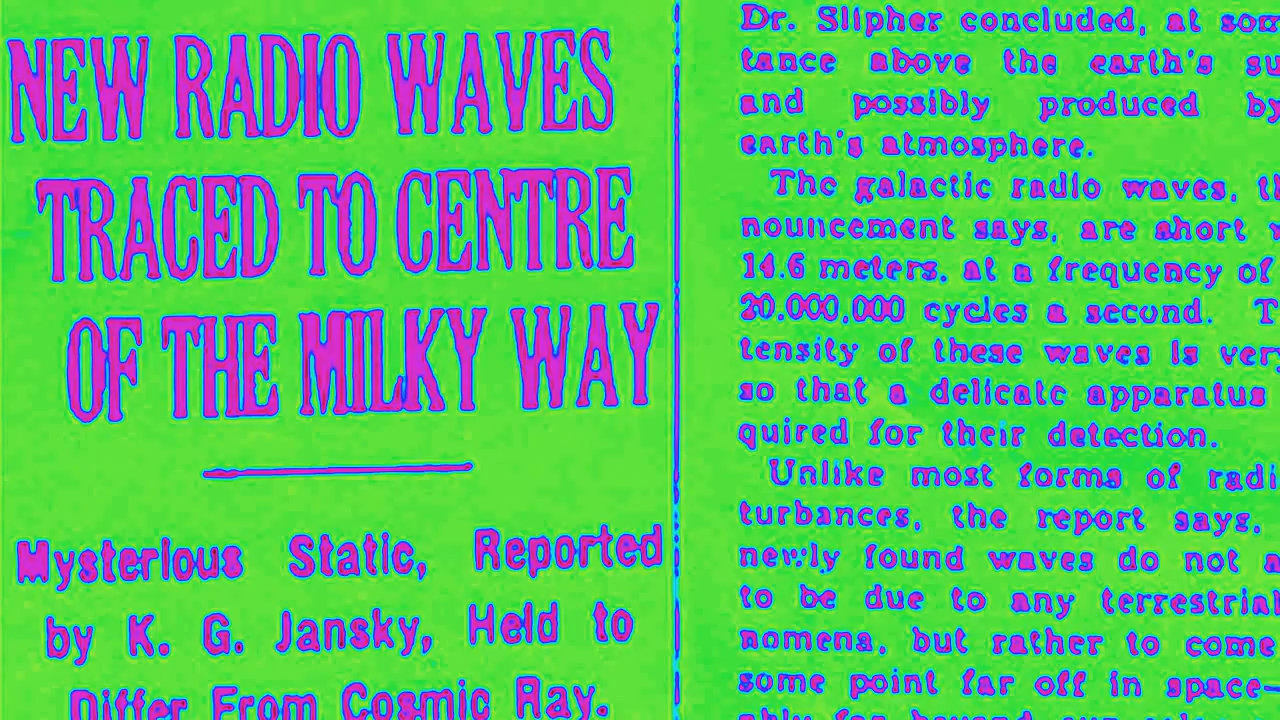 NEW RADIO WAVES
TRACED TO CENTRE
OF THE MILKY WAY
Mysterious Static, Reported
by K. G. Jansky, Held to
Differ From Cosmic Ray.
Dr. Slipher concluded, at som
tance above the earth's su
and possibly produced by
earth's atmosphere.
The galactic radio waves, th
nouncement says, are short w
14.6 meters, at a frequency of
20,000,000 cycles a second. T
tensity of these waves is very
so that a delicate apparatus
quired for their detection.
Unlike most forms of radi
turbances, the report says,
newly found waves do not a
to be due to any terrestrial
nomena, but rather to come
some point far off in space—